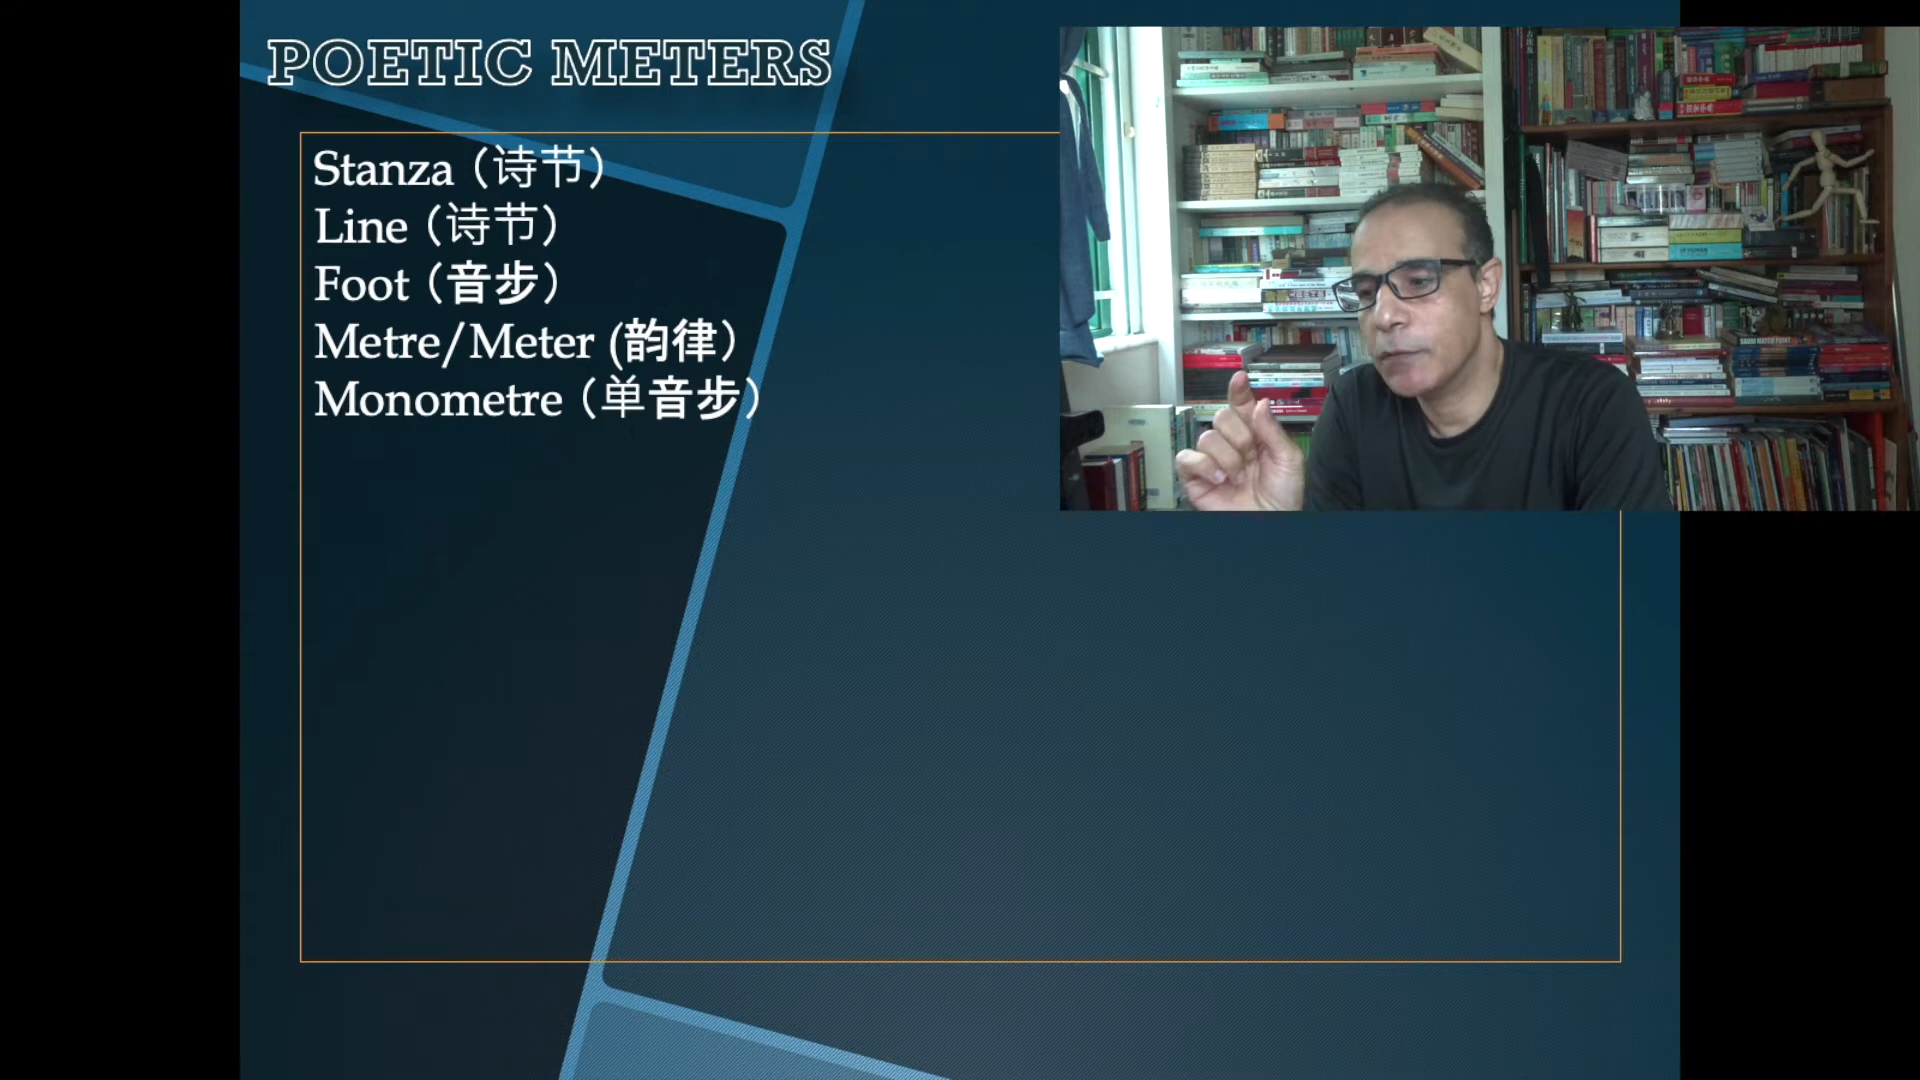 POETIC METERS
Stanza（诗节）
Line（诗节）
Foot（音步）
Metre/Meter (韵律）
Monometre（单音步）